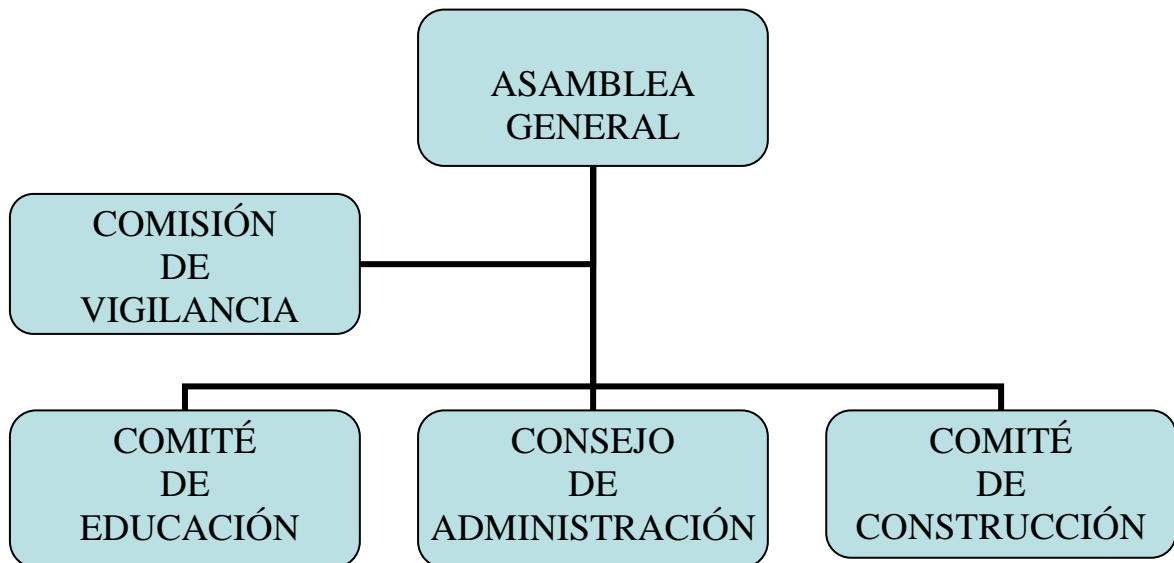 ASAMBLEA
GENERAL
COMISIÓN
DE
VIGILANCIA
COMITÉ
DE
EDUCACIÓN
CONSEJO
DE
ADMINISTRACIÓN
COMITÉ
DE
CONSTRUCCIÓN